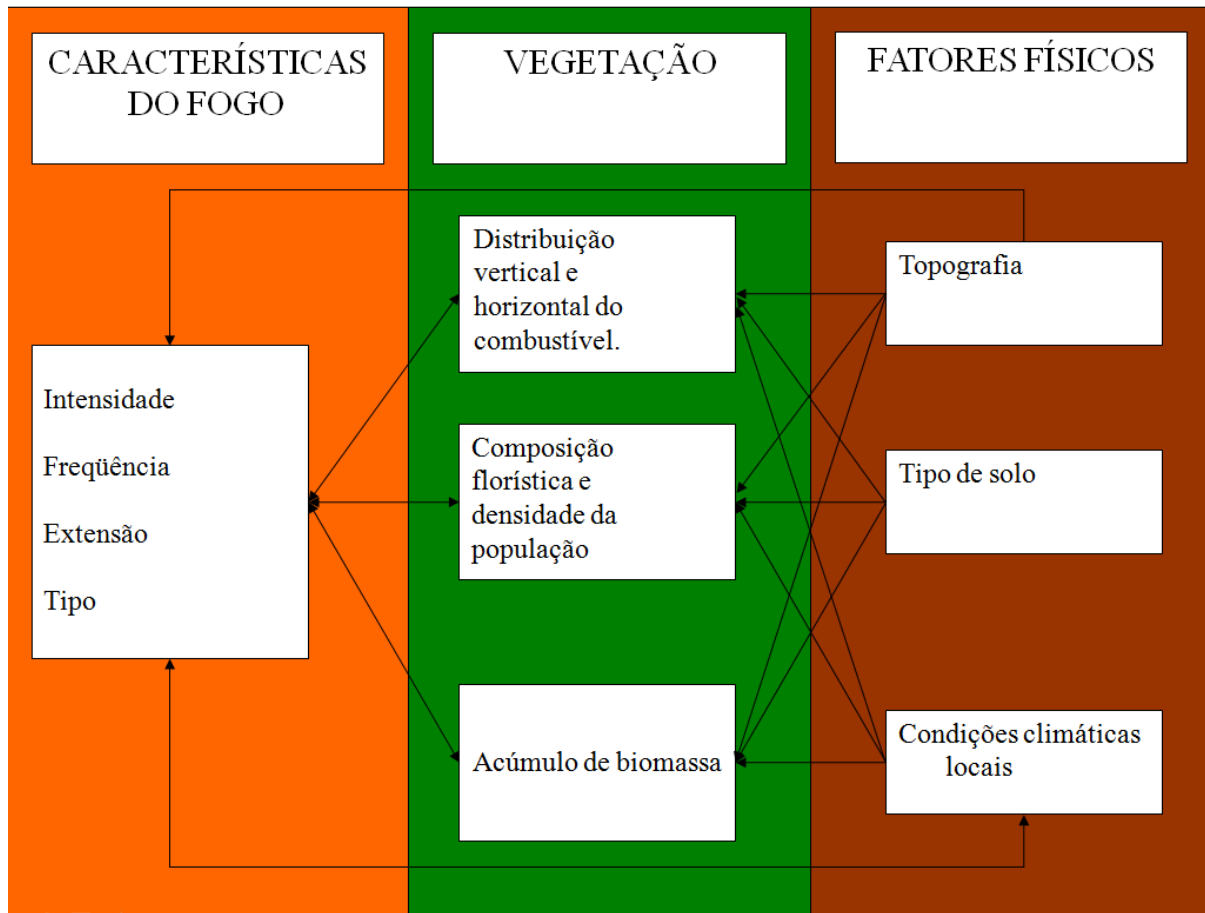 CARACTERÍSTICAS
DO FOGO
VEGETAÇÃO
FATORES FÍSICOS
Intensidade
Freqüência
Extensão
Tipo
Distribuição
vertical e
horizontal do
combustível.
Composição
florística e
densidade da
população
Acúmulo de biomassa
Topografia
Tipo de solo
Condições climáticas
locais